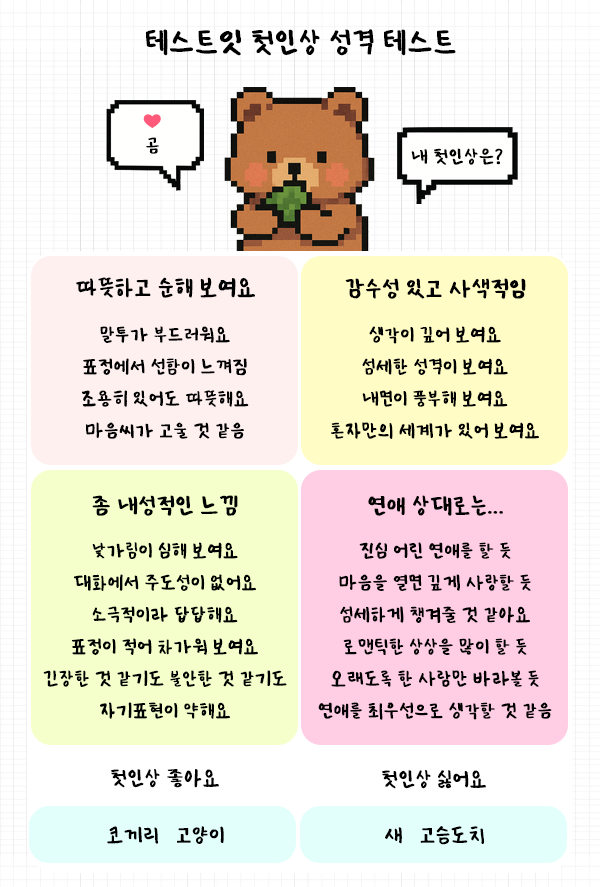 테스트잇 첫인상 성격 테스트
곰
내 첫인상은?
따뜻하고 순해 보여요
말투가 부드러워요
표정에서 선함이 느껴짐
조용히 있어도 따뜻해요
마음씨가 고울 것 같음
감수성 있고 사색적임
생각이 깊어 보여요
섬세한 성격이 보여요
내면이 풍부해 보여요
혼자만의 세계가 있어 보여요
좀 내성적인 느낌
낯가림이 심해 보여요
대화에서 주도성이 없어요
소극적이라 답답해요
표정이 적어 차가워 보여요
긴장한 것 같기도 불안한 것 같기도
자기표현이 약해요
연애 상대로는...
진심 어린 연애를 할 듯
마음을 열면 깊게 사랑할 듯
섬세하게 챙겨줄 것 같아요
로맨틱한 상상을 많이 할 듯
오래도록 한 사람만 바라볼 듯
연애를 최우선으로 생각할 것 같음
첫인상 좋아요
코끼리 고양이
첫인상 싫어요
새 고슴도치